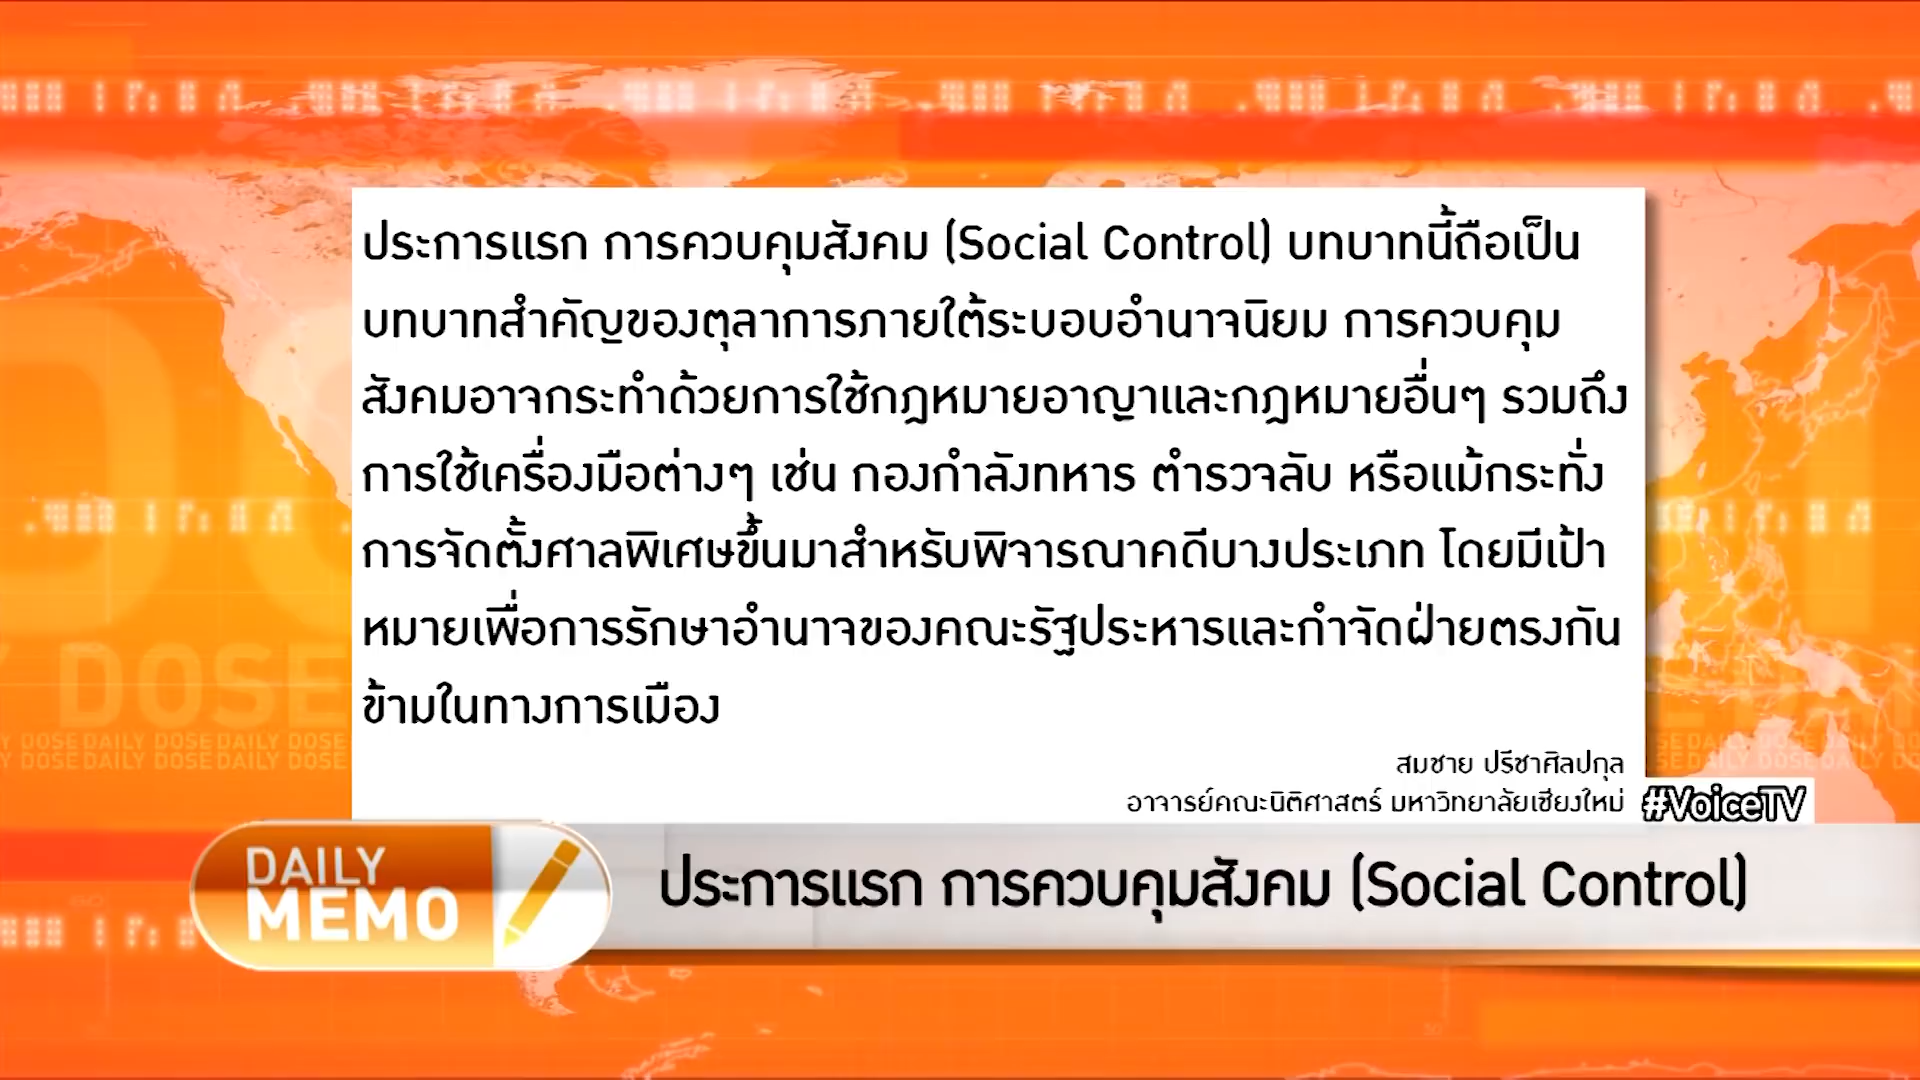 ประการแรก การควบคุมสังคม (Social Control) บทบาทนี้ถือเป็น
บทบาทสำคัญของตุลาการภายใต้ระบอบอำนาจนิยม การควบคุม
สังคมอาจกระทำด้วยการใช้กฎหมายอาญาและกฎหมายอื่นๆ รวมถึง
การใช้เครื่องมือต่างๆ เช่น กองกำลังทหาร ตำรวจลับ หรือแม้กระทั่ง
การจัดตั้งศาลพิเศษขึ้นมาสำหรับพิจารณาคดีบางประเภท โดยมีเป้า
หมายเพื่อการรักษาอำนาจของคณะรัฐประหารและกำจัดฝ่ายตรงกัน
ข้ามในทางการเมือง
สมชาย ปรีชาศิลปกุล
อาจารย์คณะนิติศาสตร์ มหาวิทยาลัยเชียงใหม่
#VoiceTV
DAILY
MEMO
ประการแรก การควบคุมสังคม (Social Control)
DOSE
Y DOSE DAILY DOSE DAILY DOSE
Y DOSE DAILY DOSE DAILY DOSE